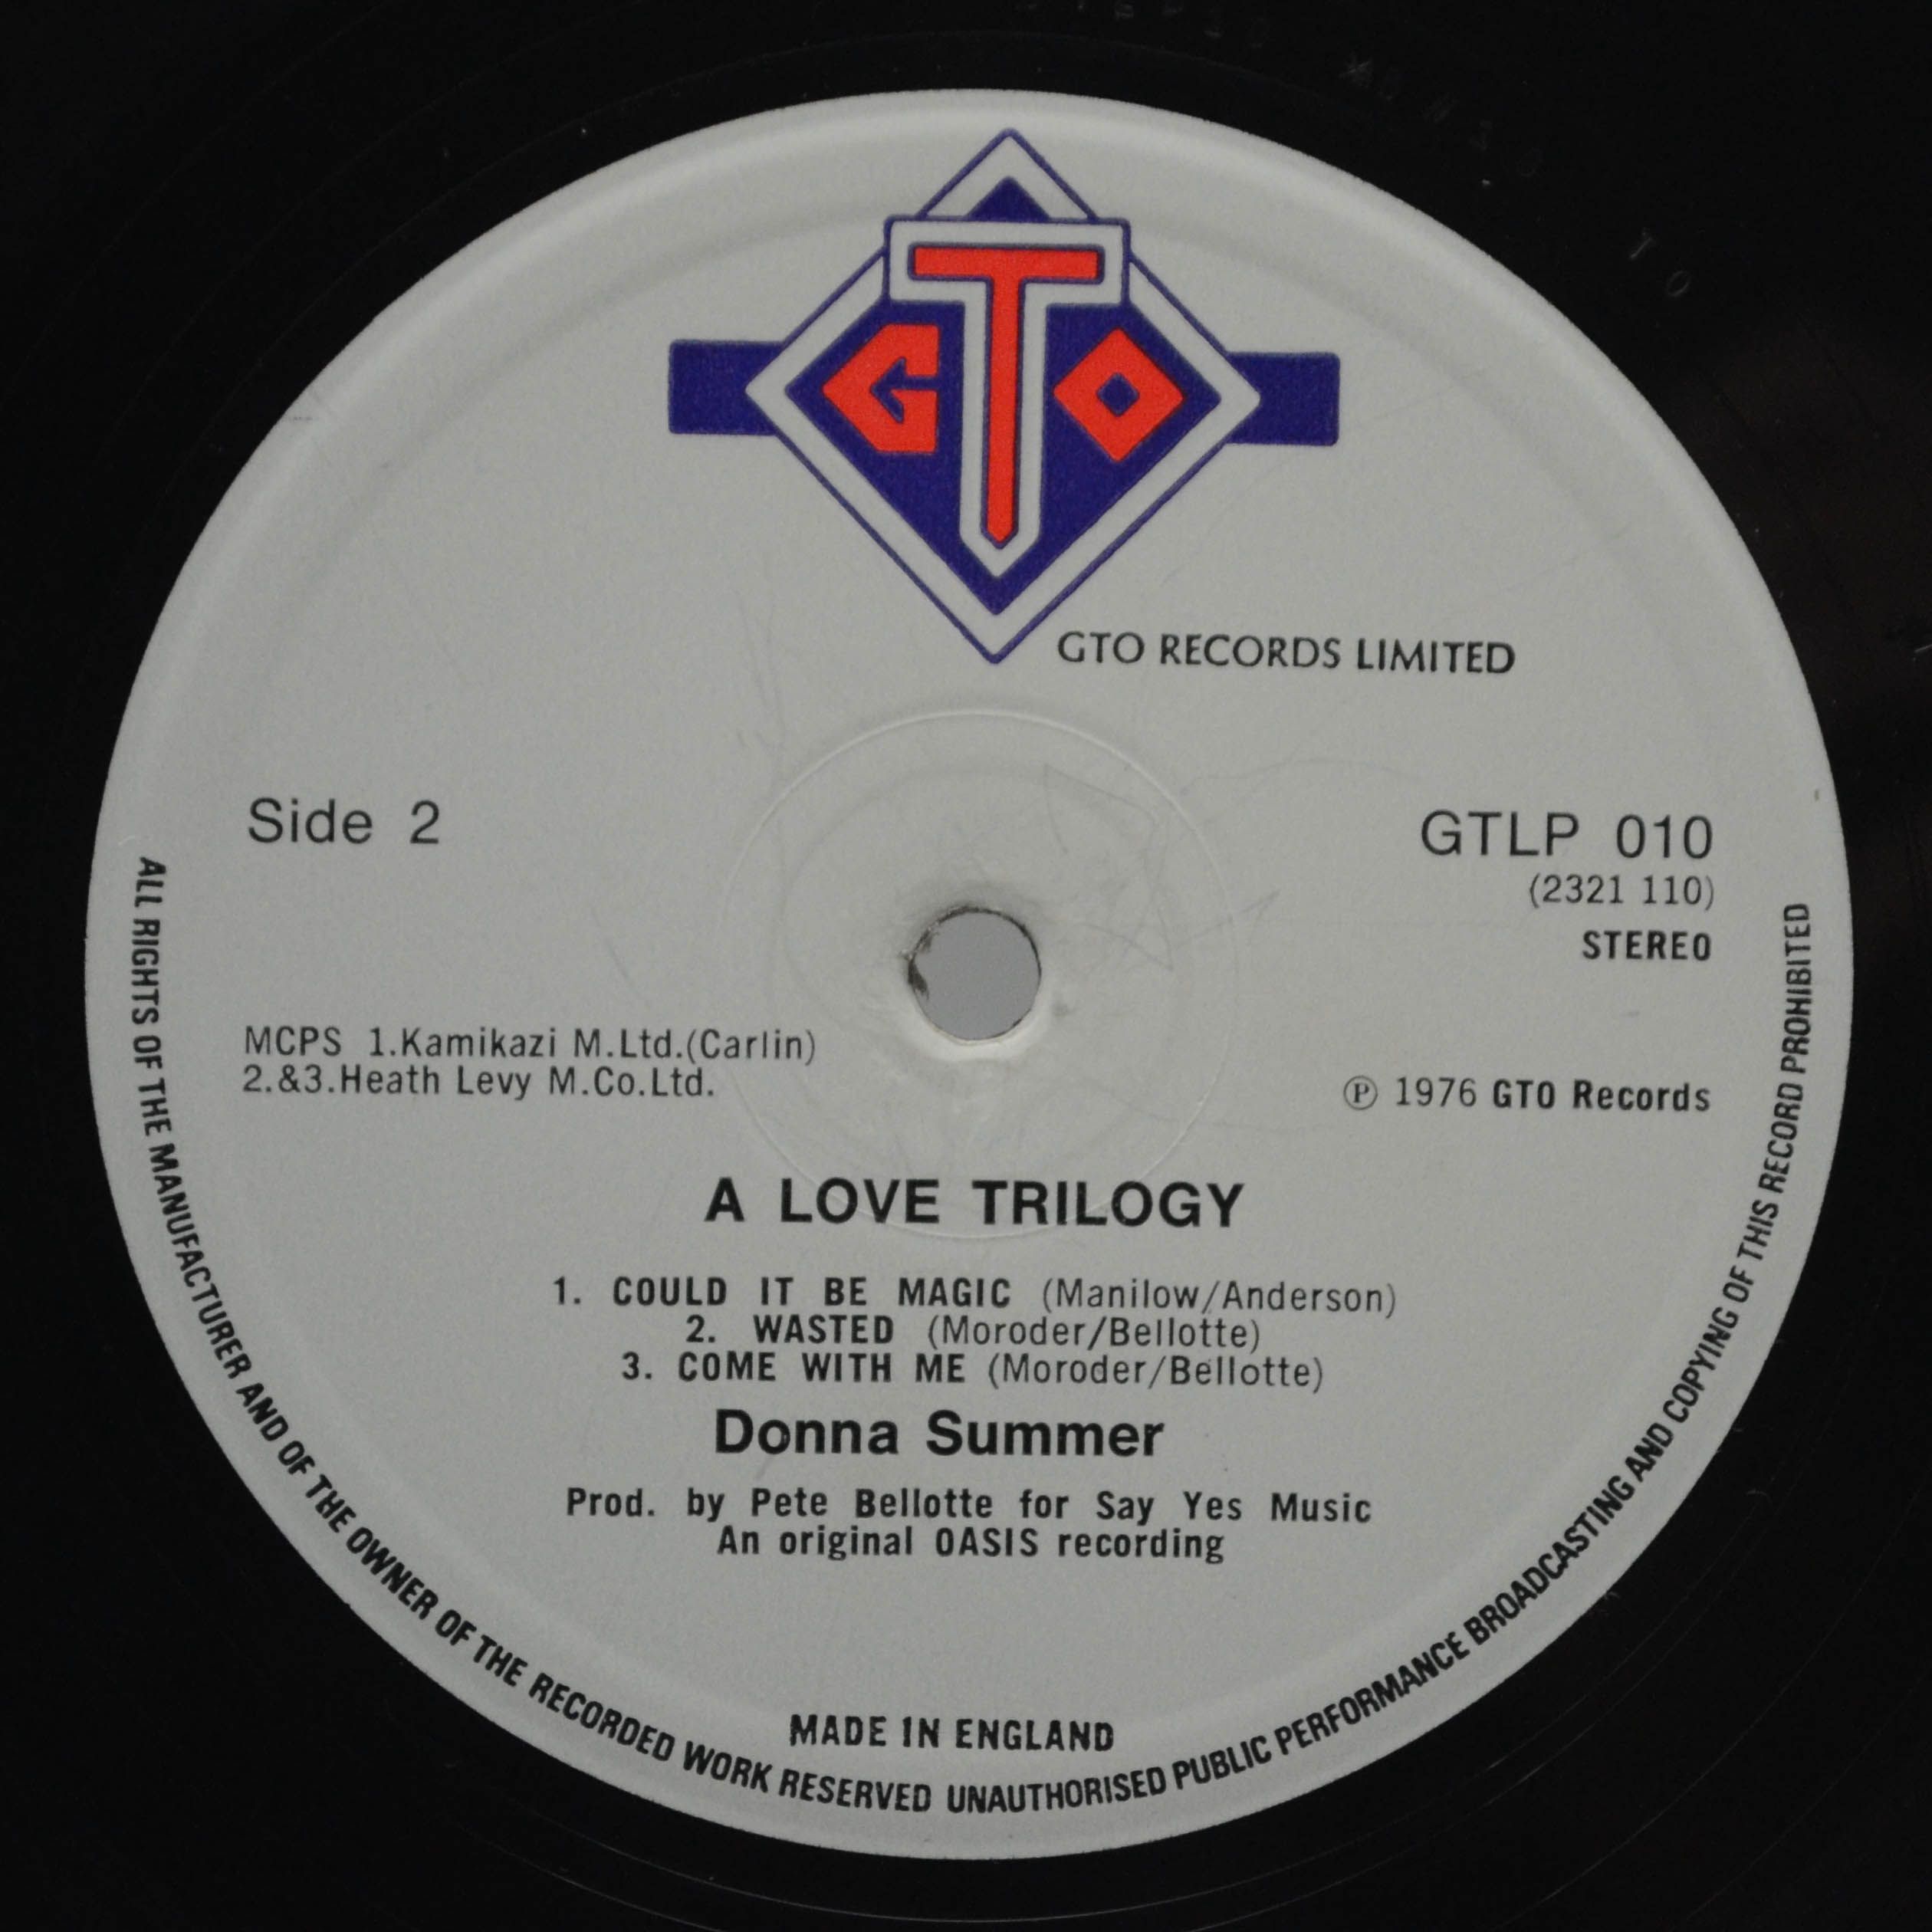 GTO
GTO RECORDS LIMITED
Side 2
GTLP 010
(2321 110)
STEREO
MCPS 1.Kamikazi M.Ltd.(Carlin)
2.&3.Heath Levy M.Co.Ltd.
℗ 1976 GTO Records
A LOVE TRILOGY
1. COULD IT BE MAGIC (Manilow/Anderson)
2. WASTED (Moroder/Bellotte)
3. COME WITH ME (Moroder/Bellotte)
Donna Summer
Prod. by Pete Bellotte for Say Yes Music
An original OASIS recording
MADE IN ENGLAND
ALL RIGHTS OF THE MANUFACTURER AND OF THE OWNER OF THE RECORDED WORK RESERVED UNAUTHORISED PUBLIC PERFORMANCE BROADCASTING AND COPYING OF THIS RECORD PROHIBITED